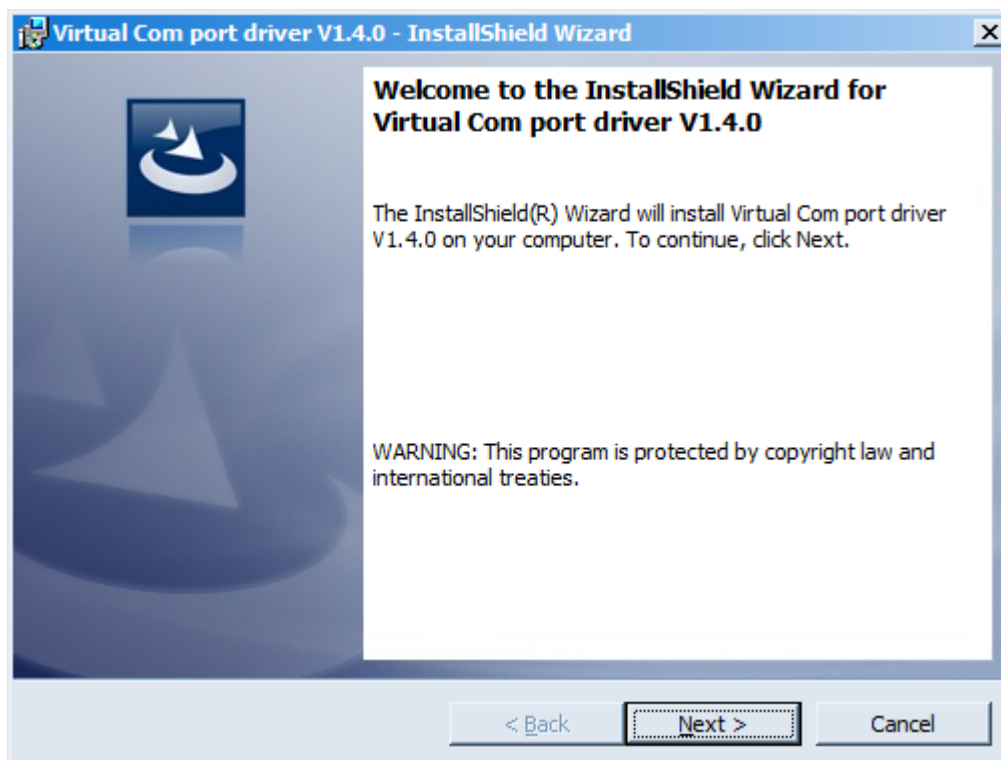 Virtual Com port driver V1.4.0 - InstallShield Wizard
Welcome to the InstallShield Wizard for
Virtual Com port driver V1.4.0
The InstallShield(R) Wizard will install Virtual Com port driver
V1.4.0 on your computer. To continue, click Next.
WARNING: This program is protected by copyright law and
international treaties.
< Back
Next >
Cancel